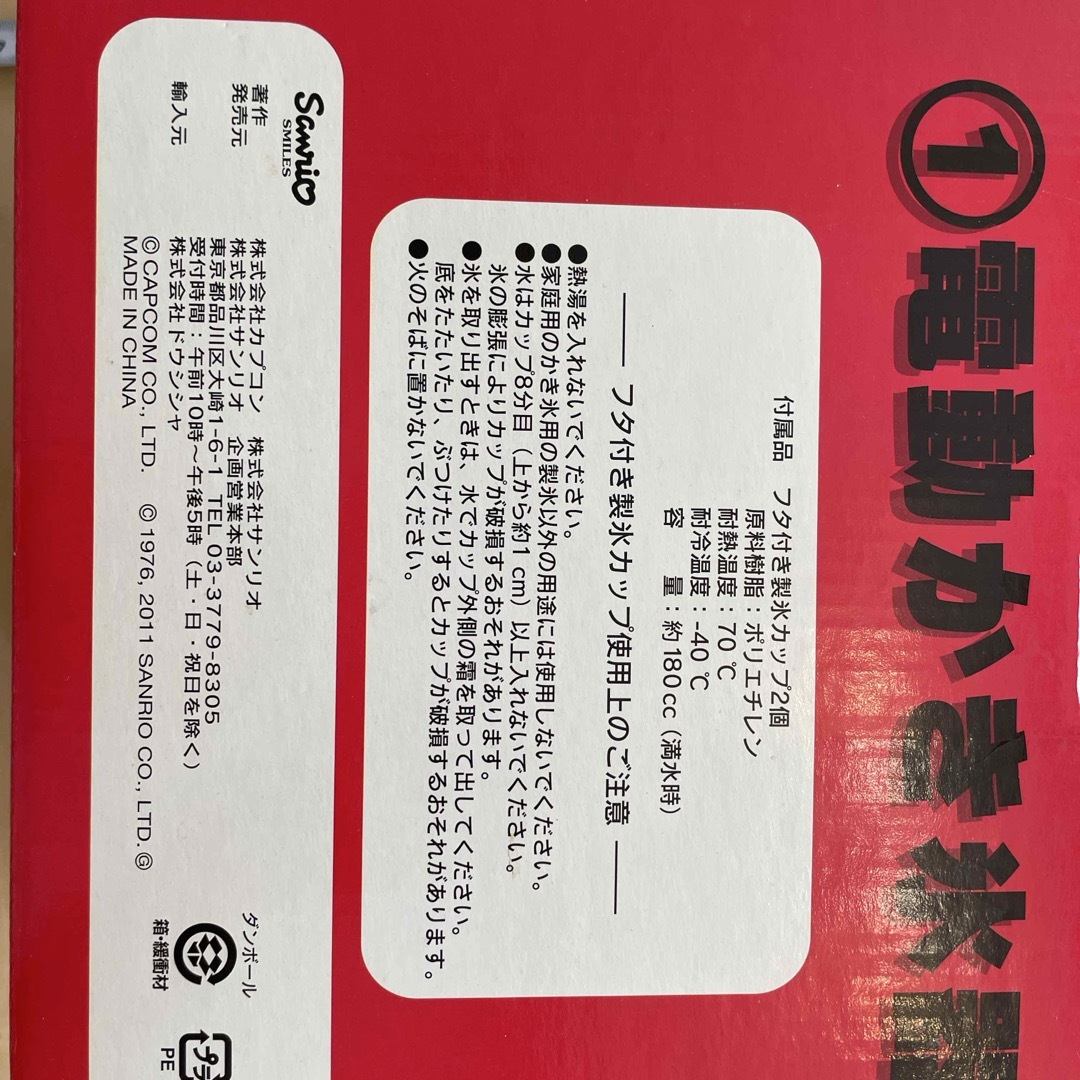 ①電動かき氷器
付属品 フタ付き製氷カップ2個
原料樹脂：ポリエチレン
耐熱温度：70℃
耐冷温度：-40℃
容　量：約180cc（満水時）
フタ付き製氷カップ使用上のご注意
●熱湯を入れないでください。
●家庭用のかき氷用の製氷以外の用途には使用しないでください。
●水はカップ8分目（上から約1cm）以上入れないでください。
氷の膨張によりカップが破損するおそれがあります。
●氷を取り出すときは、水でカップ外側の霜を取って出してください。
底をたたいたり、ぶつけたりするとカップが破損するおそれがあります。
●火のそばに置かないでください。
Sanrio
SMILES
著作 株式会社カプコン 株式会社サンリオ
発売元 株式会社サンリオ 企画営業本部
東京都品川区大崎1-6-1 TEL 03-3779-8305
受付時間：午前10時～午後5時（土・日・祝日を除く）
輸入元 株式会社ドウシシャ
©CAPCOM CO., LTD. ©1976, 2011 SANRIO CO., LTD. Ⓖ
MADE IN CHINA
ダンボール
箱・緩衝材
プラ
PE